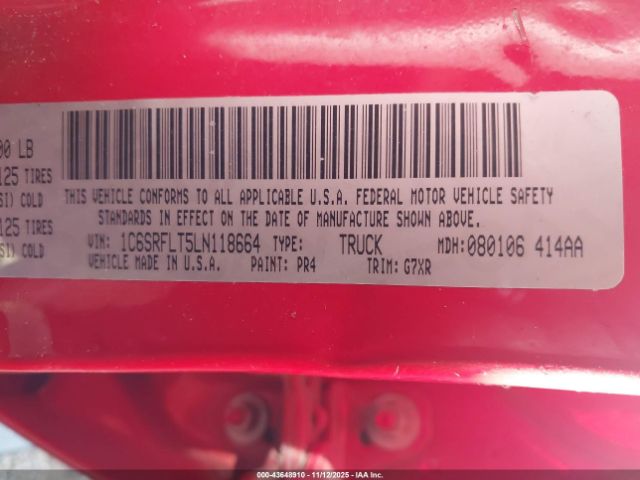 00 LB
125 TIRES
SI) COLD
125 TIRES
SI) COLD
THIS VEHICLE CONFORMS TO ALL APPLICABLE U.S.A. FEDERAL MOTOR VEHICLE SAFETY
STANDARDS IN EFFECT ON THE DATE OF MANUFACTURE SHOWN ABOVE.
VIN: 1C6SRFLT5LN118664 TYPE: TRUCK MDH:080106 414AA
VEHICLE MADE IN U.S.A. PAINT: PR4 TRIM: G7XR
000-43648910 - 11/12/2025 - IAAI, Inc.